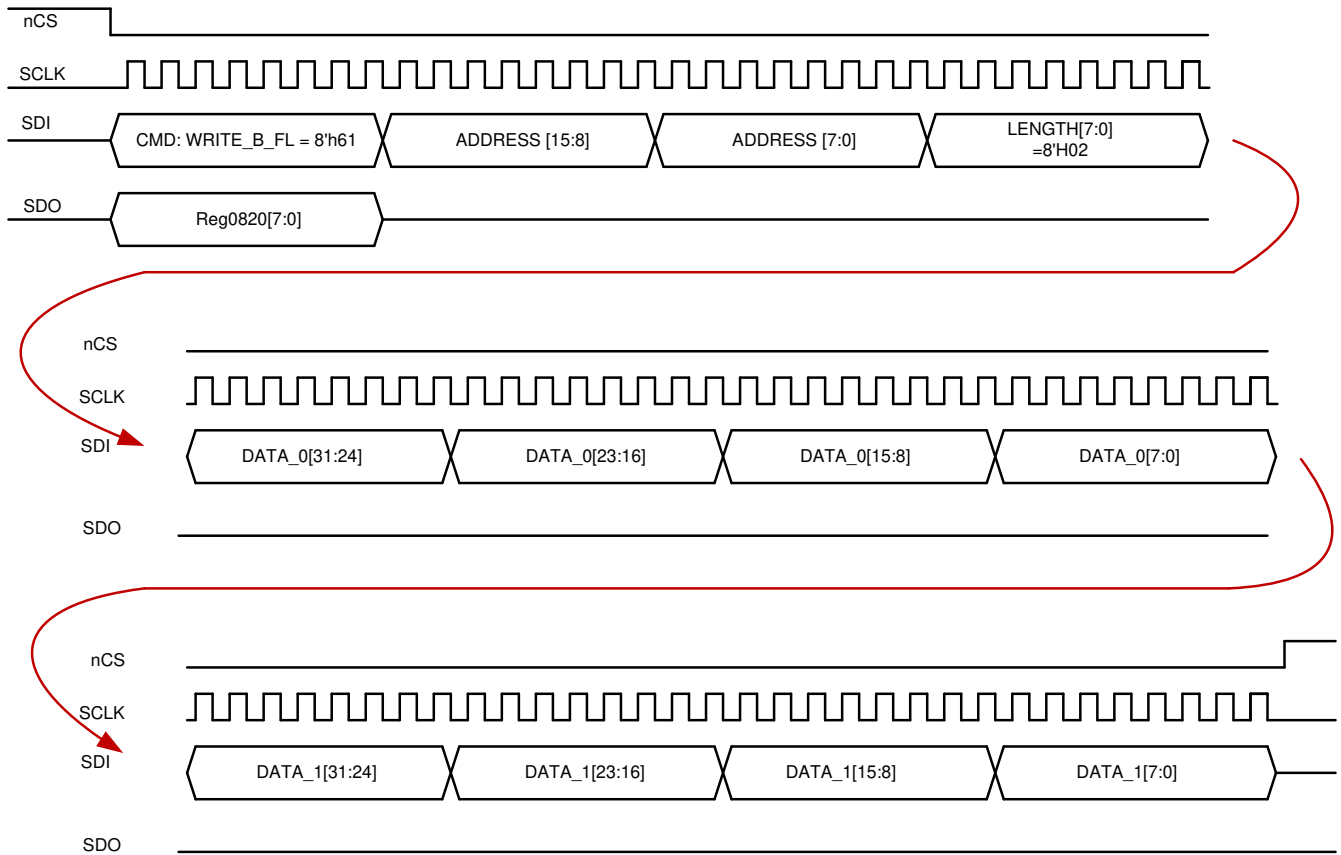 nCS
SCLK
SDI
CMD: WRITE_B_FL = 8'h61
ADDRESS [15:8]
ADDRESS [7:0]
LENGTH[7:0]
=8'H02
SDO
Reg0820[7:0]
nCS
SCLK
SDI
DATA_0[31:24]
DATA_0[23:16]
DATA_0[15:8]
DATA_0[7:0]
SDO
nCS
SCLK
SDI
DATA_1[31:24]
DATA_1[23:16]
DATA_1[15:8]
DATA_1[7:0]
SDO